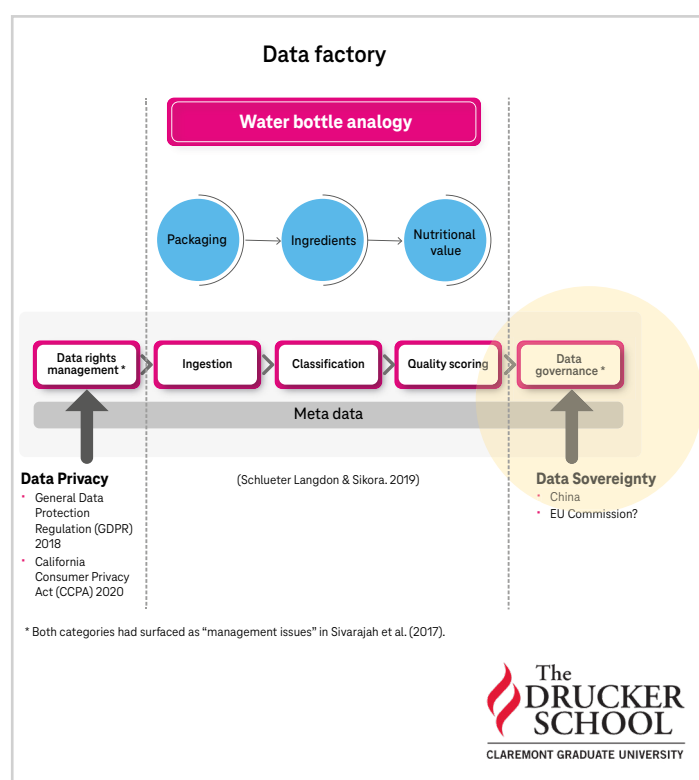 Data factory
Water bottle analogy
Packaging
Ingredients
Nutritional
value
Data rights
management *
Ingestion
Classification
Quality scoring
Data
governance *
Meta data
Data Privacy
• General Data
Protection
Regulation (GDPR)
2018
• California
Consumer Privacy
Act (CCPA) 2020
(Schlueter Langdon & Sikora. 2019)
Data Sovereignty
• China
• EU Commission?
* Both categories had surfaced as “management issues” in Sivarajah et al. (2017).
The
DRUCKER
SCHOOL
CLAREMONT GRADUATE UNIVERSITY